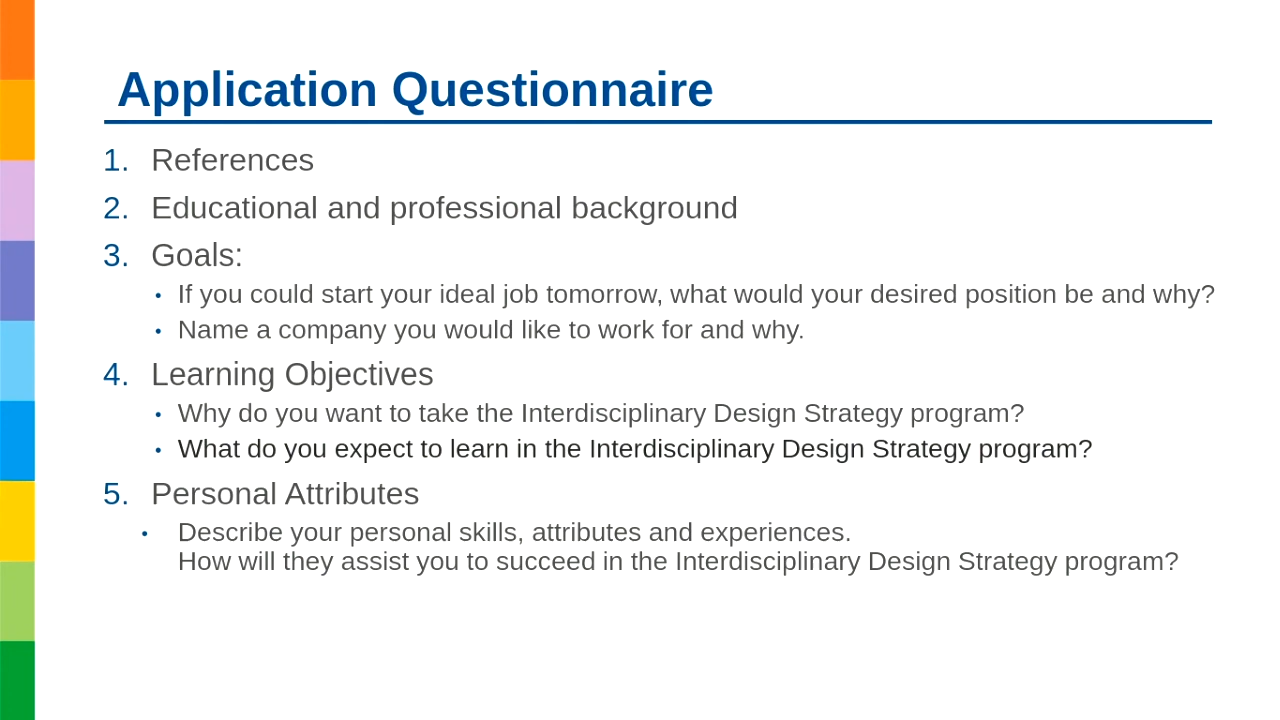 Application Questionnaire
1. References
2. Educational and professional background
3. Goals:
• If you could start your ideal job tomorrow, what would your desired position be and why?
• Name a company you would like to work for and why.
4. Learning Objectives
• Why do you want to take the Interdisciplinary Design Strategy program?
• What do you expect to learn in the Interdisciplinary Design Strategy program?
5. Personal Attributes
• Describe your personal skills, attributes and experiences.
How will they assist you to succeed in the Interdisciplinary Design Strategy program?